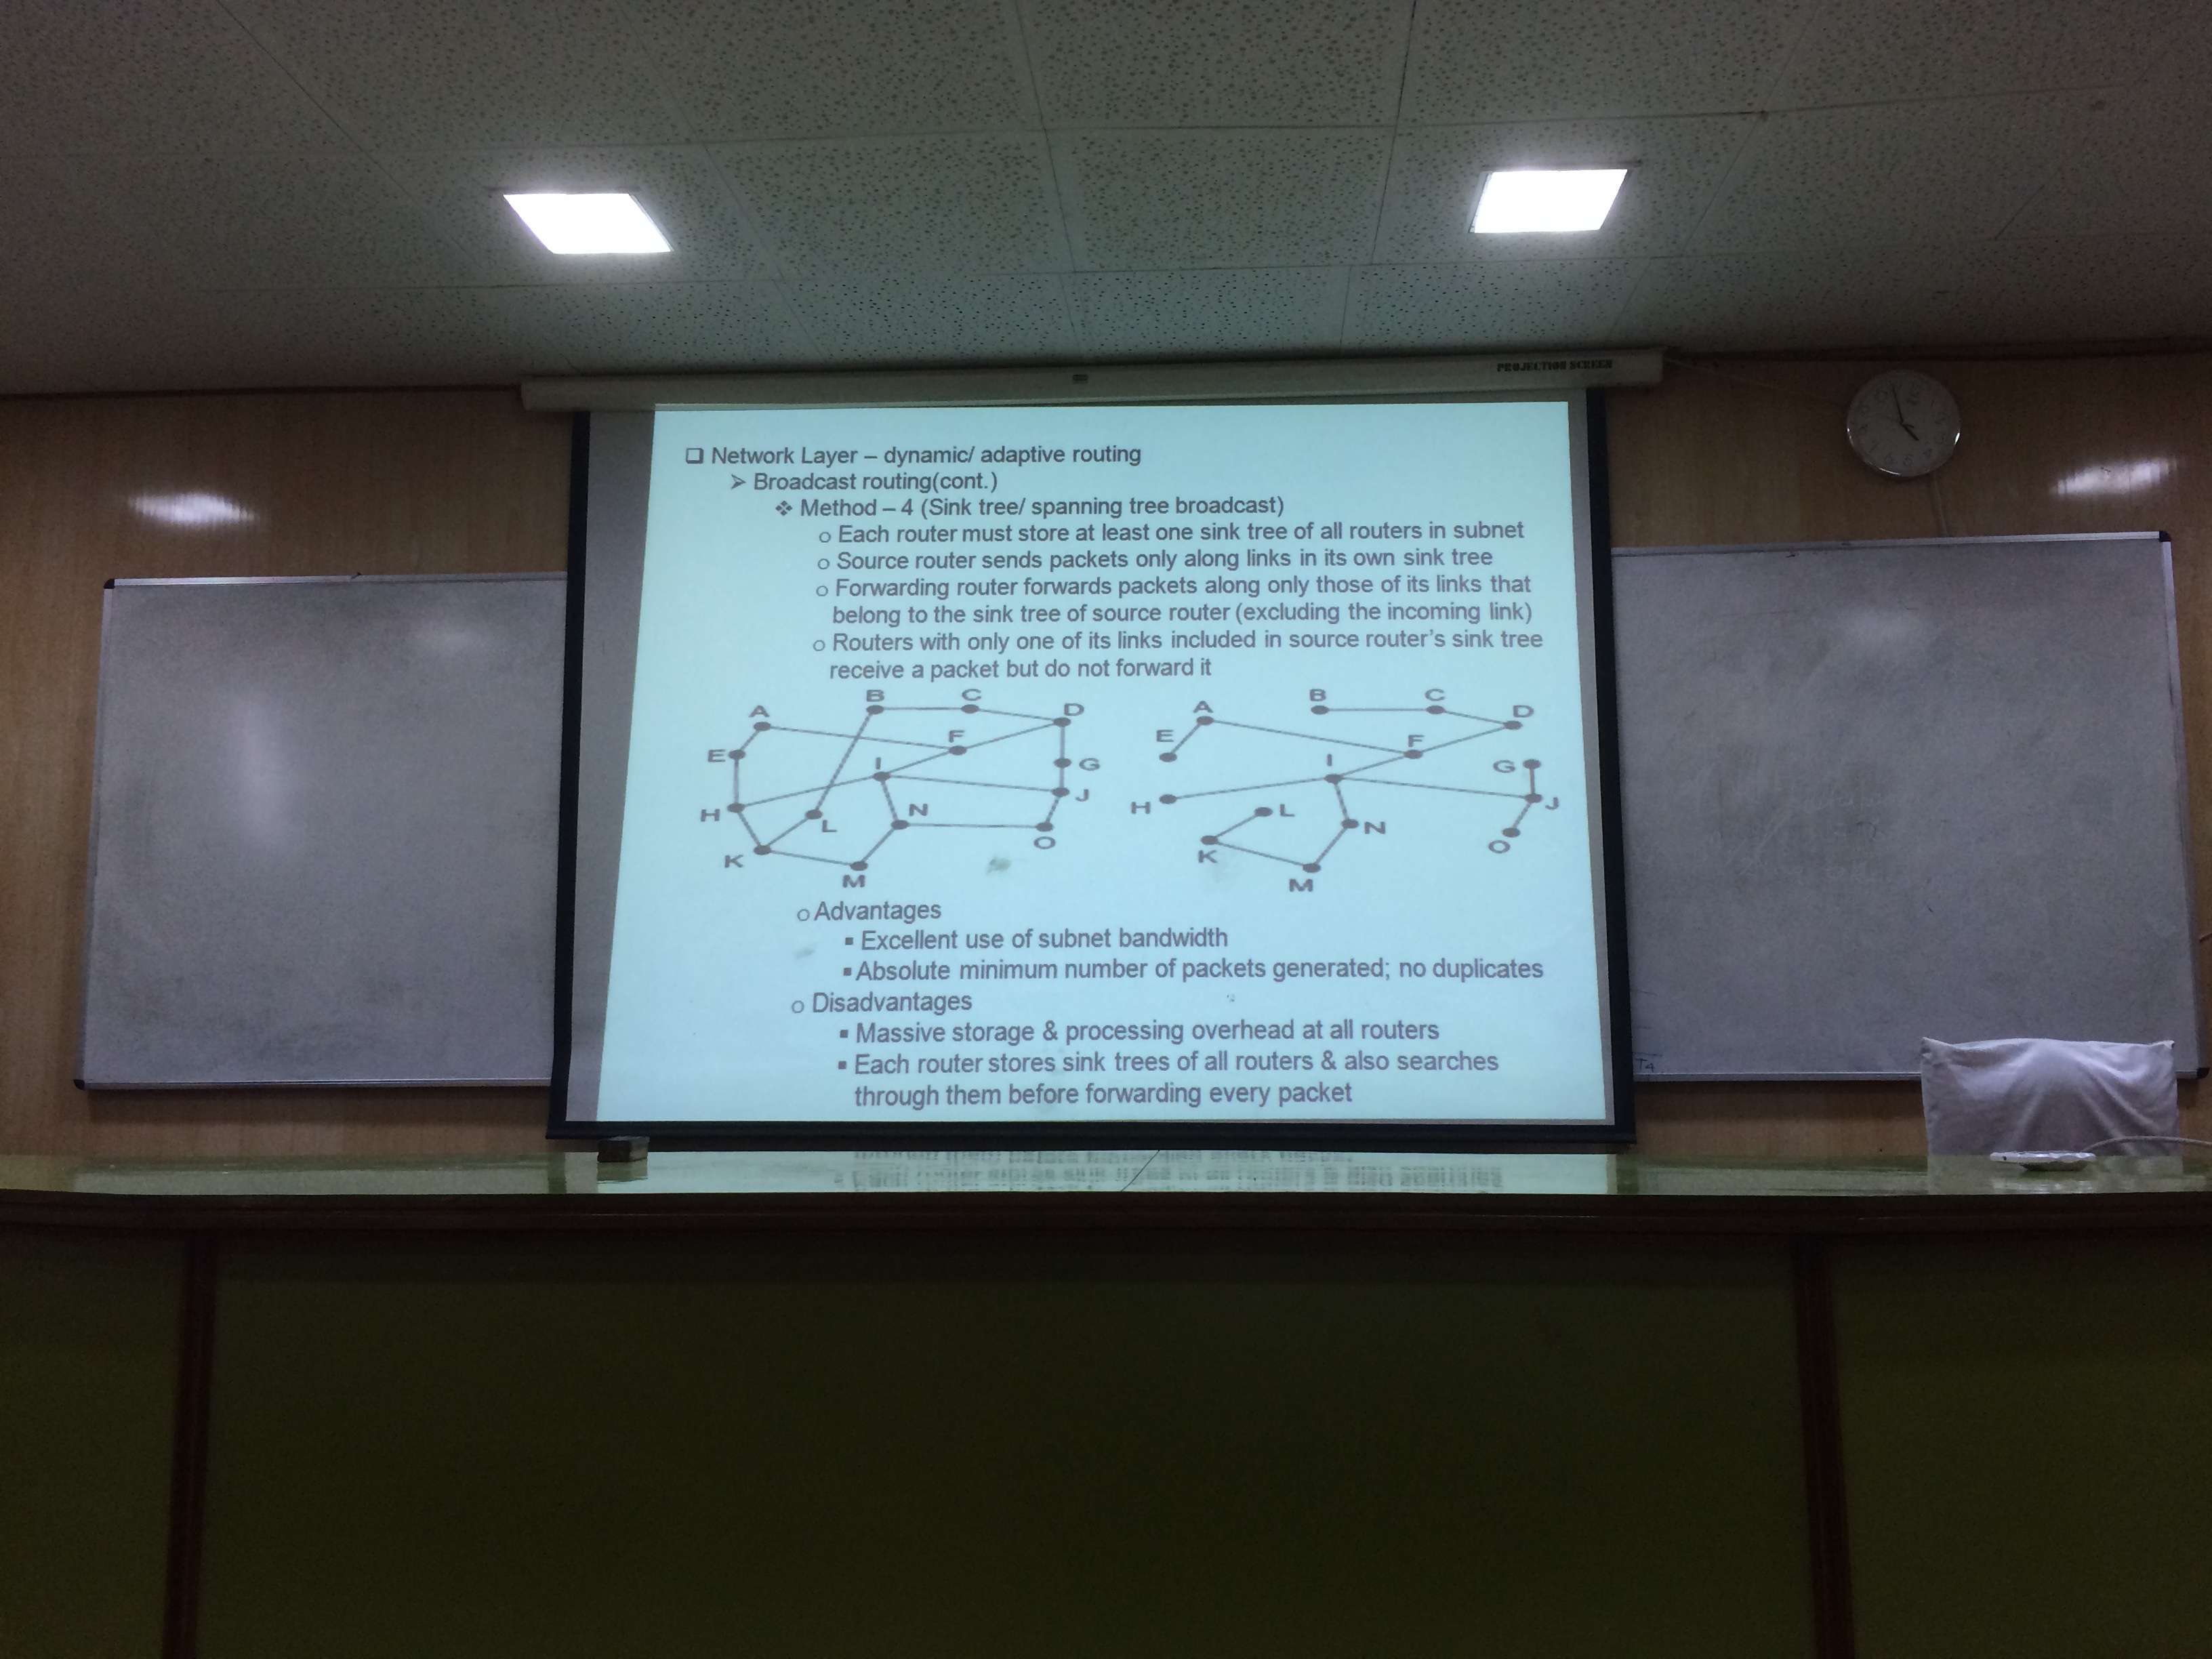 PROJECTION SCREEN
❑ Network Layer – dynamic/ adaptive routing
➢ Broadcast routing(cont.)
❖ Method – 4 (Sink tree/ spanning tree broadcast)
o Each router must store at least one sink tree of all routers in subnet
o Source router sends packets only along links in its own sink tree
o Forwarding router forwards packets along only those of its links that
belong to the sink tree of source router (excluding the incoming link)
o Routers with only one of its links included in source router's sink tree
receive a packet but do not forward it
A B C D
E F G
H I J
K L M N O
A B C D
E F G
H I J
K L M N O
o Advantages
▪ Excellent use of subnet bandwidth
▪ Absolute minimum number of packets generated; no duplicates
o Disadvantages
▪ Massive storage & processing overhead at all routers
▪ Each router stores sink trees of all routers & also searches
through them before forwarding every packet